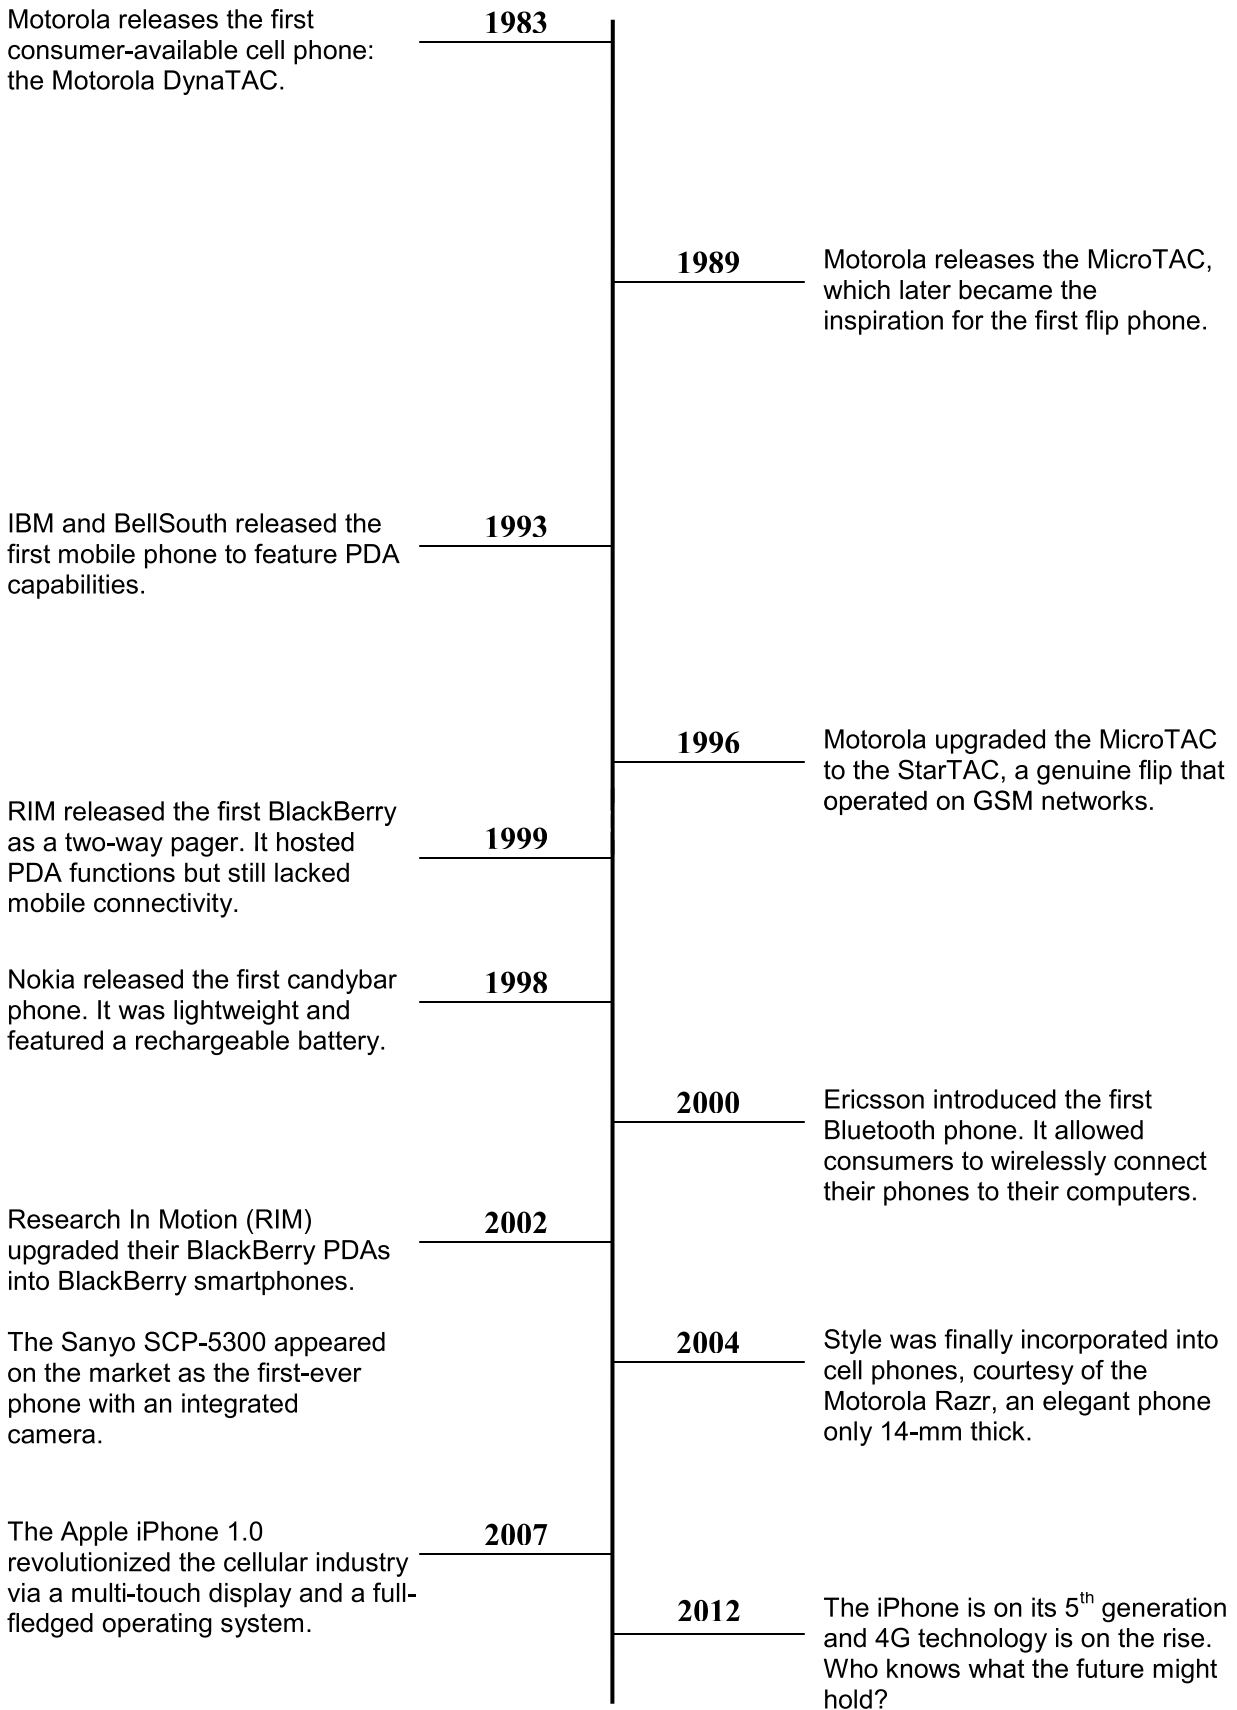 1983
Motorola releases the first
consumer-available cell phone:
the Motorola DynaTAC.
1989
Motorola releases the MicroTAC,
which later became the
inspiration for the first flip phone.
1993
IBM and BellSouth released the
first mobile phone to feature PDA
capabilities.
1996
Motorola upgraded the MicroTAC
to the StarTAC, a genuine flip that
operated on GSM networks.
1999
RIM released the first BlackBerry
as a two-way pager. It hosted
PDA functions but still lacked
mobile connectivity.
1998
Nokia released the first candybar
phone. It was lightweight and
featured a rechargeable battery.
2000
Ericsson introduced the first
Bluetooth phone. It allowed
consumers to wirelessly connect
their phones to their computers.
2002
Research In Motion (RIM)
upgraded their BlackBerry PDAs
into BlackBerry smartphones.
The Sanyo SCP-5300 appeared
on the market as the first-ever
phone with an integrated
camera.
2004
Style was finally incorporated into
cell phones, courtesy of the
Motorola Razr, an elegant phone
only 14-mm thick.
2007
The Apple iPhone 1.0
revolutionized the cellular industry
via a multi-touch display and a full-
fledged operating system.
2012
The iPhone is on its 5th generation
and 4G technology is on the rise.
Who knows what the future might
hold?